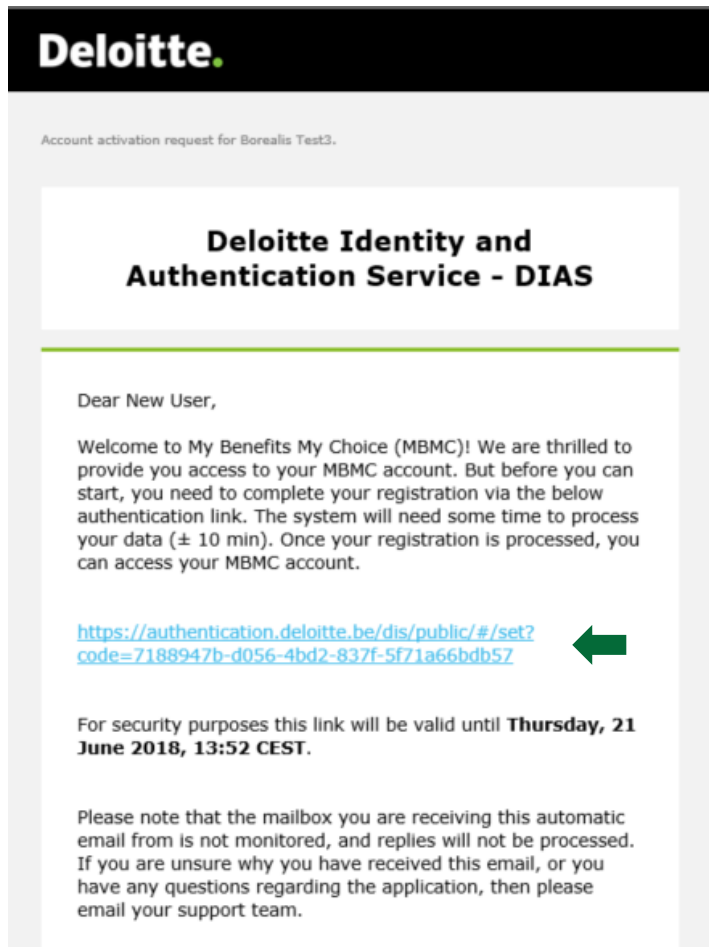 Deloitte.
Account activation request for Borealis Test3.
Deloitte Identity and
Authentication Service - DIAS
Dear New User,
Welcome to My Benefits My Choice (MBMC)! We are thrilled to
provide you access to your MBMC account. But before you can
start, you need to complete your registration via the below
authentication link. The system will need some time to process
your data (± 10 min). Once your registration is processed, you
can access your MBMC account.
https://authentication.deloitte.be/dis/public/#/set?
code=7188947b-d056-4bd2-837f-5f71a66bdb57
For security purposes this link will be valid until Thursday, 21
June 2018, 13:52 CEST.
Please note that the mailbox you are receiving this automatic
email from is not monitored, and replies will not be processed.
If you are unsure why you have received this email, or you
have any questions regarding the application, then please
email your support team.